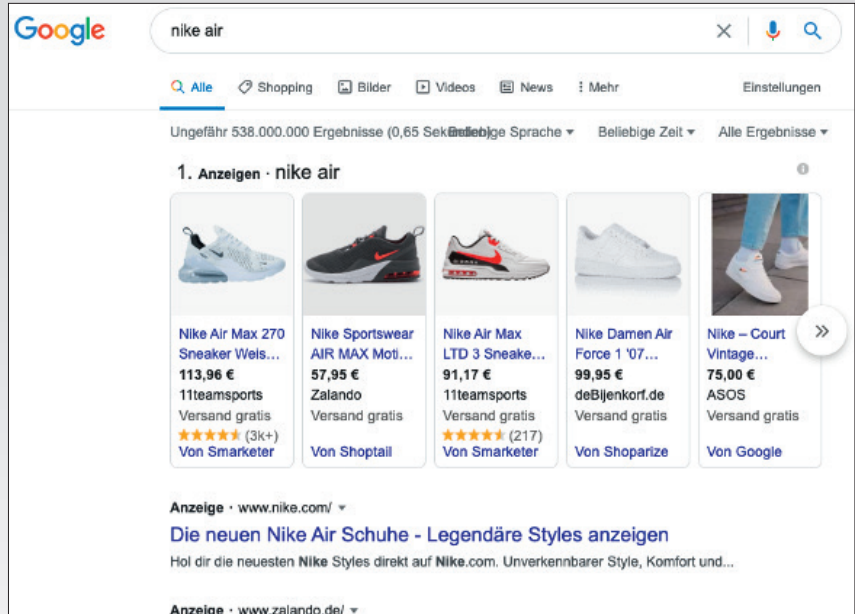 Google
nike air
Alle Shopping Bilder Videos News Mehr Einstellungen
Ungefähr 538.000.000 Ergebnisse (0,65 Sekunden) Beliebige Sprache Beliebige Zeit Alle Ergebnisse
1. Anzeigen · nike air
Nike Air Max 270
Sneaker Weis...
113,96 €
11teamsports
Versand gratis
(3k+)
Von Smarketer
Nike Sportswear
AIR MAX Moti...
57,95 €
Zalando
Versand gratis
Von Shoptail
Nike Air Max
LTD 3 Sneake...
91,17 €
11teamsports
Versand gratis
(217)
Von Smarketer
Nike Damen Air
Force 1 '07...
99,95 €
deBijenkorf.de
Versand gratis
Von Shoparize
Nike – Court
Vintage...
75,00 €
ASOS
Versand gratis
Von Google
Anzeige · www.nike.com/
Die neuen Nike Air Schuhe - Legendäre Styles anzeigen
Hol dir die neuesten Nike Styles direkt auf Nike.com. Unverkennbarer Style, Komfort und...
Anzeige · www.zalando.de/